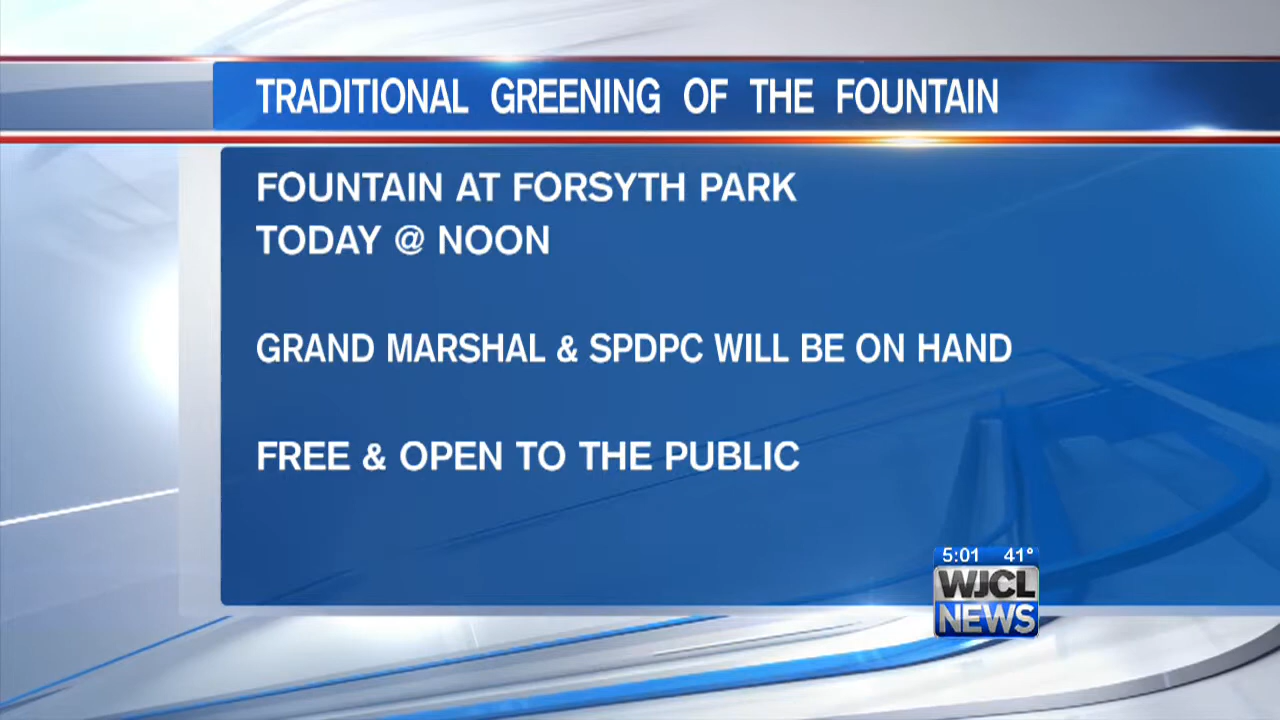 TRADITIONAL GREENING OF THE FOUNTAIN
FOUNTAIN AT FORSYTH PARK
TODAY @ NOON
GRAND MARSHAL & SPDPC WILL BE ON HAND
FREE & OPEN TO THE PUBLIC
5:01 41°
WJCL
NEWS